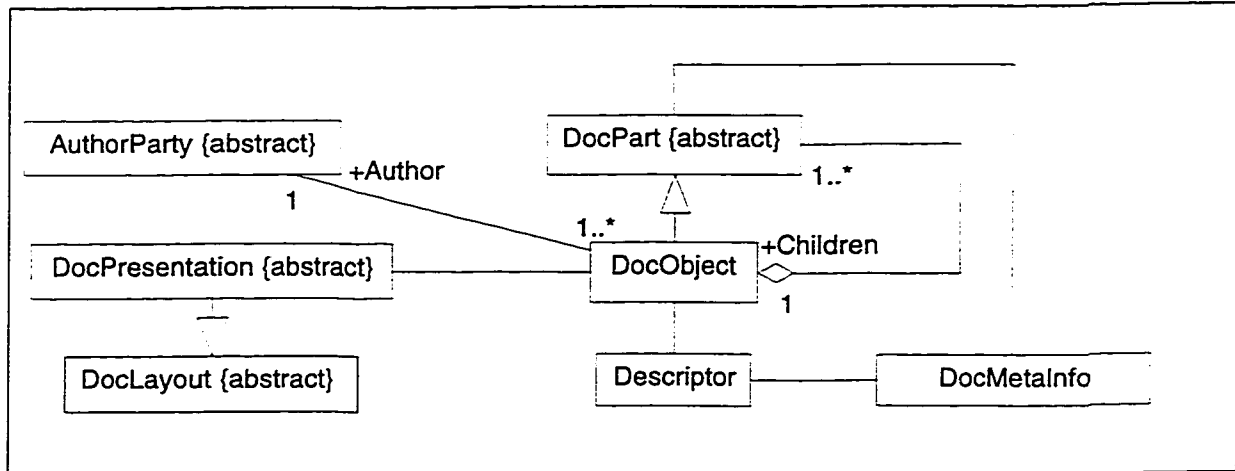 AuthorParty {abstract}
DocPart {abstract}
+Author
1
1..*
1..*
+Children
DocPresentation {abstract}
DocObject
1
DocLayout {abstract}
Descriptor
DocMetaInfo